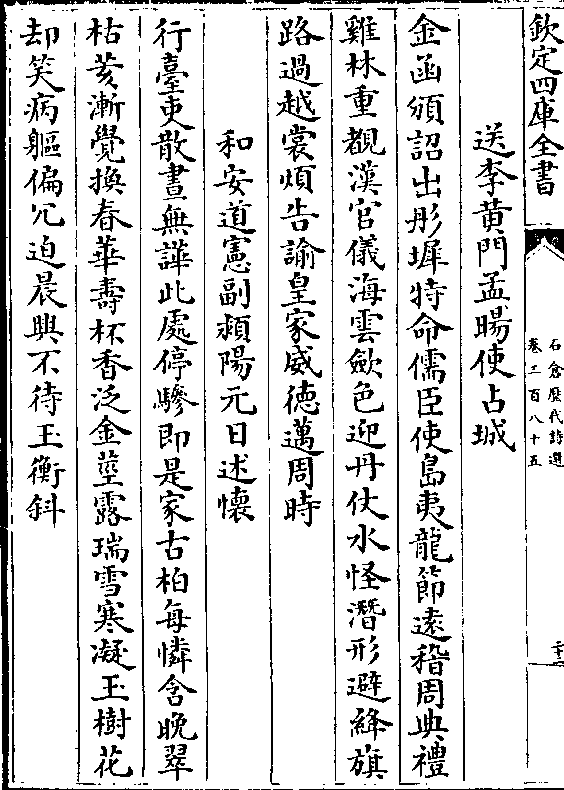 欽定四庫全書
石倉歷代詩選
卷三百八十五
送李黄門孟暘使占城
金函頒詔出彤墀特命儒臣使島夷龍節遠稽周典禮
雞林重覩漢官儀海雲斂色迎丹仗水怪潛形避絳旗
路過越裳煩告諭皇家威德邁周時
和安道憲副潁陽元日述懷
行臺吏散晝無譁此處停驂即是家古柏每憐含晚翠
枯荄漸覺換春華壽杯香泛金莖露瑞雪寒凝玉樹花
却笑病軀偏冗迫晨興不待玉衡斜